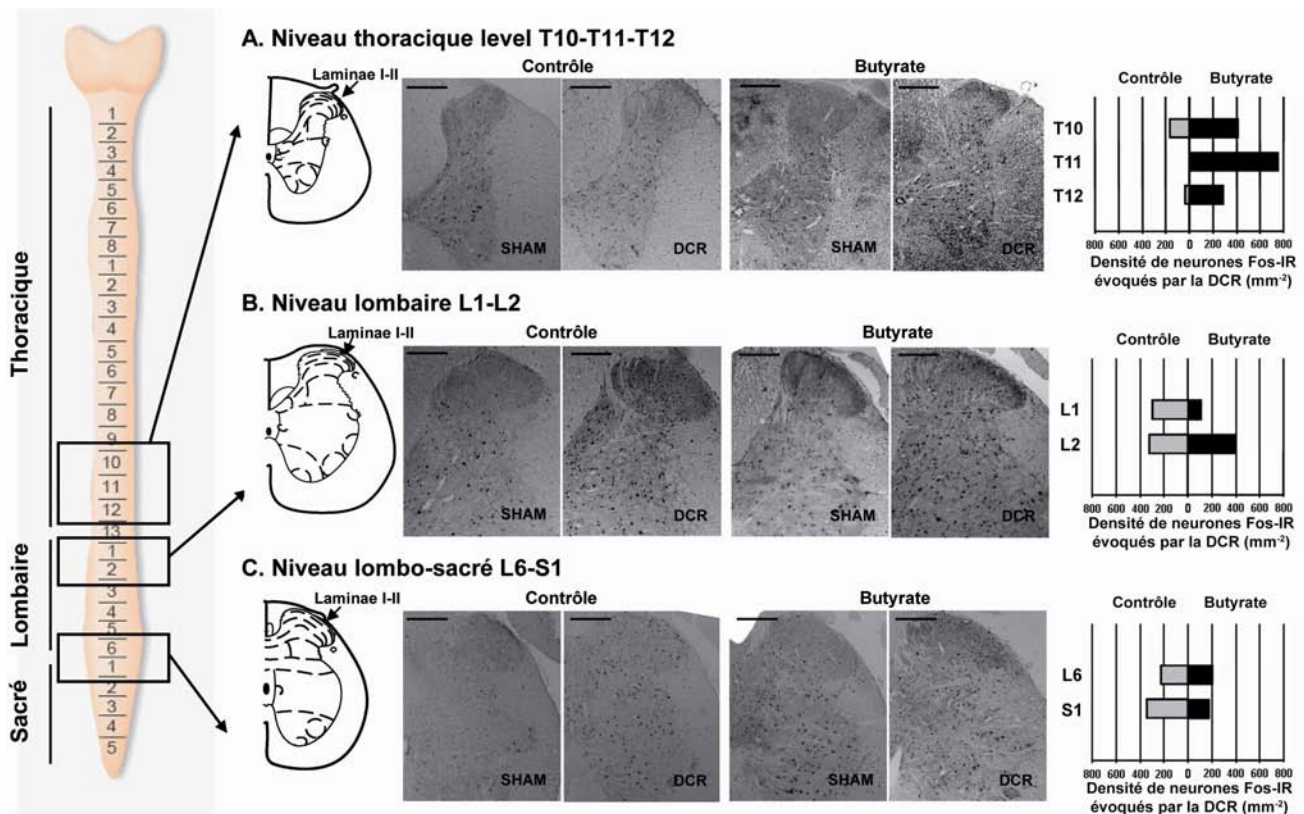 A. Niveau thoracique level T10-T11-T12
Laminae I-II
Contrôle
Butyrate
SHAM
DCR
SHAM
DCR
Contrôle Butyrate
T10
T11
T12
800 600 400 200 0 200 400 600 800
Densité de neurones Fos-IR
évoqués par la DCR (mm-2)
B. Niveau lombaire L1-L2
Laminae I-II
Contrôle
Butyrate
SHAM
DCR
SHAM
DCR
Contrôle Butyrate
L1
L2
800 600 400 200 0 200 400 600 800
Densité de neurones Fos-IR
évoqués par la DCR (mm-2)
C. Niveau lombo-sacré L6-S1
Laminae I-II
Contrôle
Butyrate
SHAM
DCR
SHAM
DCR
Contrôle Butyrate
L6
S1
800 600 400 200 0 200 400 600 800
Densité de neurones Fos-IR
évoqués par la DCR (mm-2)
Thoracique
Lombaire
Sacré
1
2
3
4
5
6
7
8
1
2
3
4
5
6
7
8
9
10
11
12
13
1
2
3
4
5
6
1
2
3
4
5